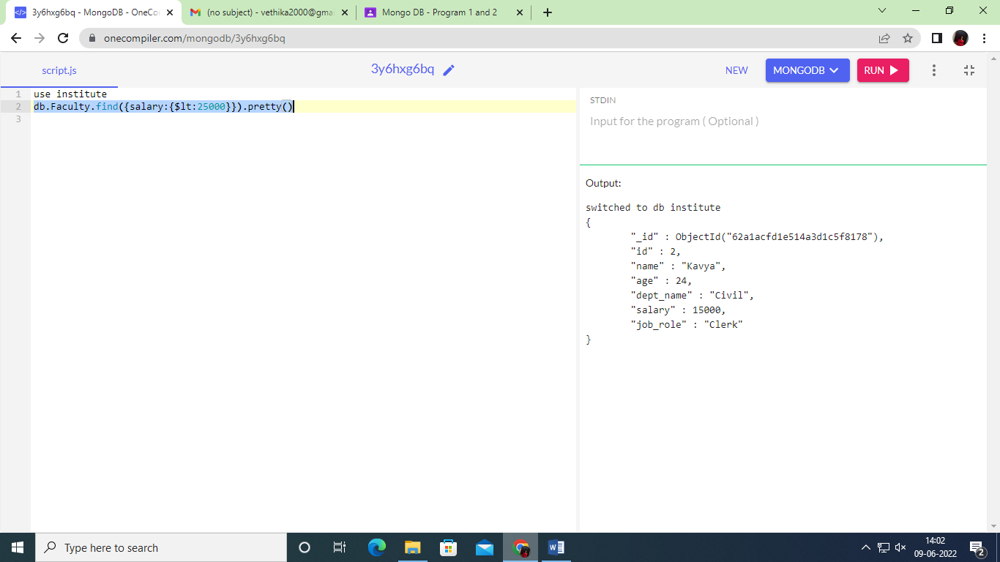 3y6hxg6bq - MongoDB - OneCo
(no subject) - vethika2000@gma
Mongo DB - Program 1 and 2
onecompiler.com/mongodb/3y6hxg6bq
script.js
3y6hxg6bq
NEW
MONGODB
RUN
1 use institute
2 db.Faculty.find({salary:{$lt:25000}}).pretty()
3
STDIN
Input for the program ( Optional )
Output:
switched to db institute
{
"_id" : ObjectId("62a1acfd1e514a3d1c5f8178"),
"id" : 2,
"name" : "Kavya",
"age" : 24,
"dept_name" : "Civil",
"salary" : 15000,
"job_role" : "Clerk"
}
Type here to search
14:02
09-06-2022
2